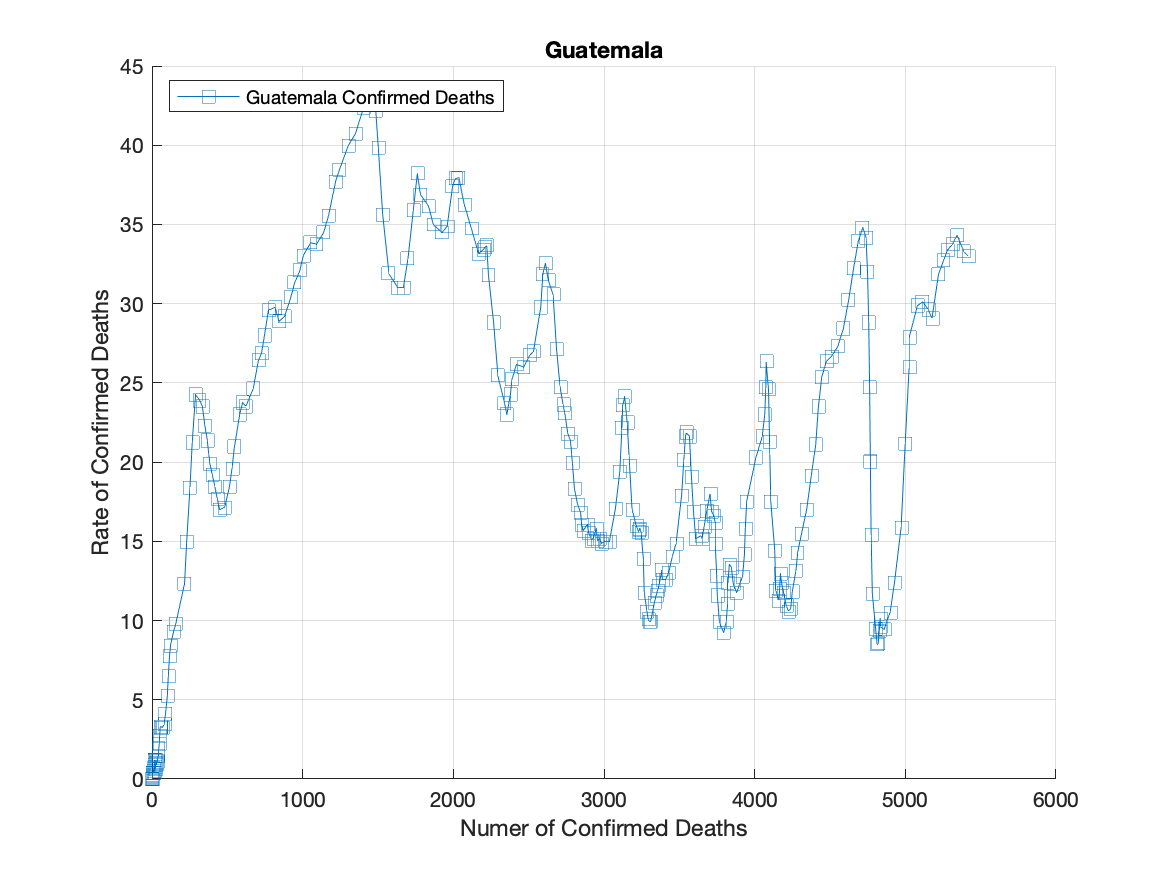 Guatemala
Guatemala Confirmed Deaths
45
40
35
30
25
20
15
10
5
0
Rate of Confirmed Deaths
0 1000 2000 3000 4000 5000 6000
Numer of Confirmed Deaths